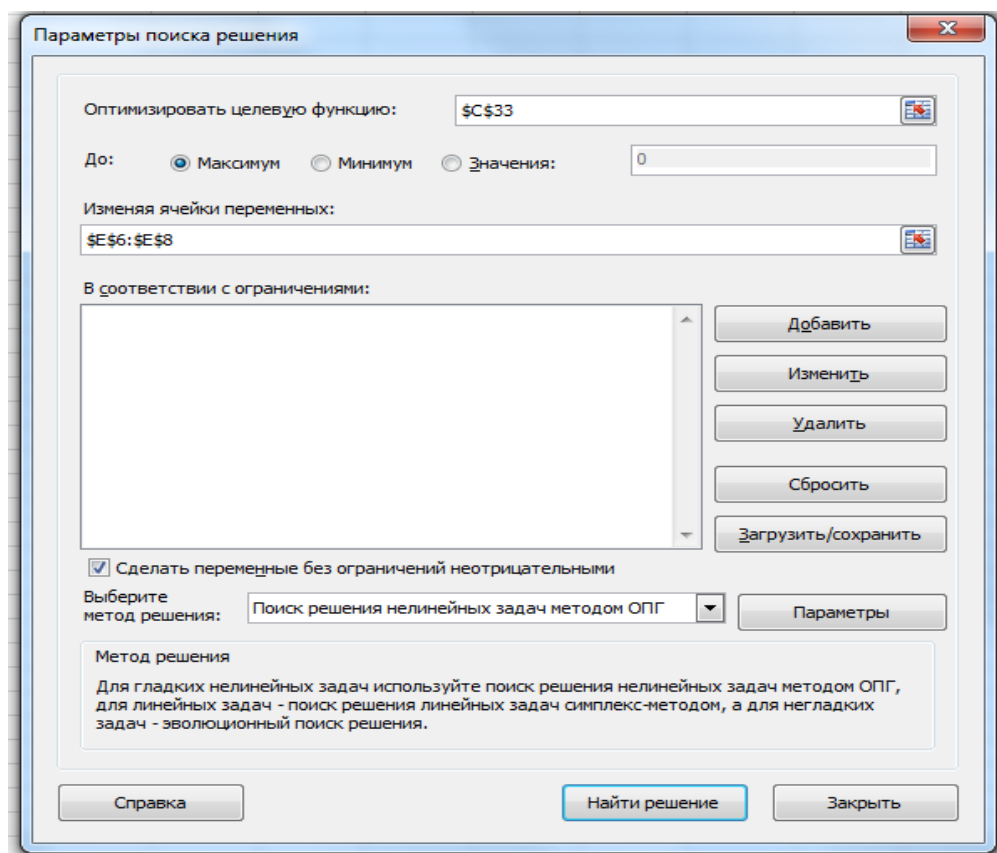 Параметры поиска решения
Оптимизировать целевую функцию:
$C$33
До:
Максимум
Минимум
Значения:
0
Изменяя ячейки переменных:
$E$6:$E$8
В соответствии с ограничениями:
Добавить
Изменить
Удалить
Сбросить
Загрузить/сохранить
Сделать переменные без ограничений неотрицательными
Выберите
метод решения:
Поиск решения нелинейных задач методом ОПГ
Параметры
Метод решения
Для гладких нелинейных задач используйте поиск решения нелинейных задач методом ОПГ,
для линейных задач - поиск решения линейных задач симплекс-методом, а для негладких
задач - эволюционный поиск решения.
Справка
Найти решение
Закрыть